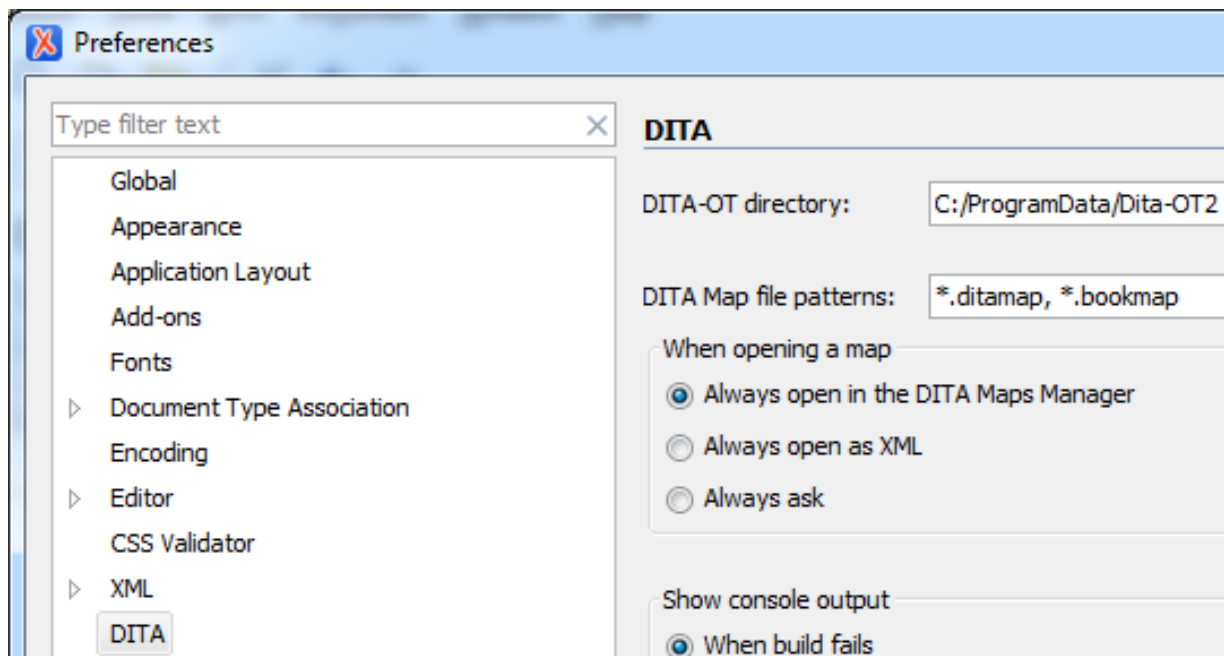 Preferences
Type filter text
Global
Appearance
Application Layout
Add-ons
Fonts
Document Type Association
Encoding
Editor
CSS Validator
XML
DITA
DITA
DITA-OT directory:
C:/ProgramData/Dita-OT2
DITA Map file patterns:
*.ditamap, *.bookmap
When opening a map
Always open in the DITA Maps Manager
Always open as XML
Always ask
Show console output
When build fails